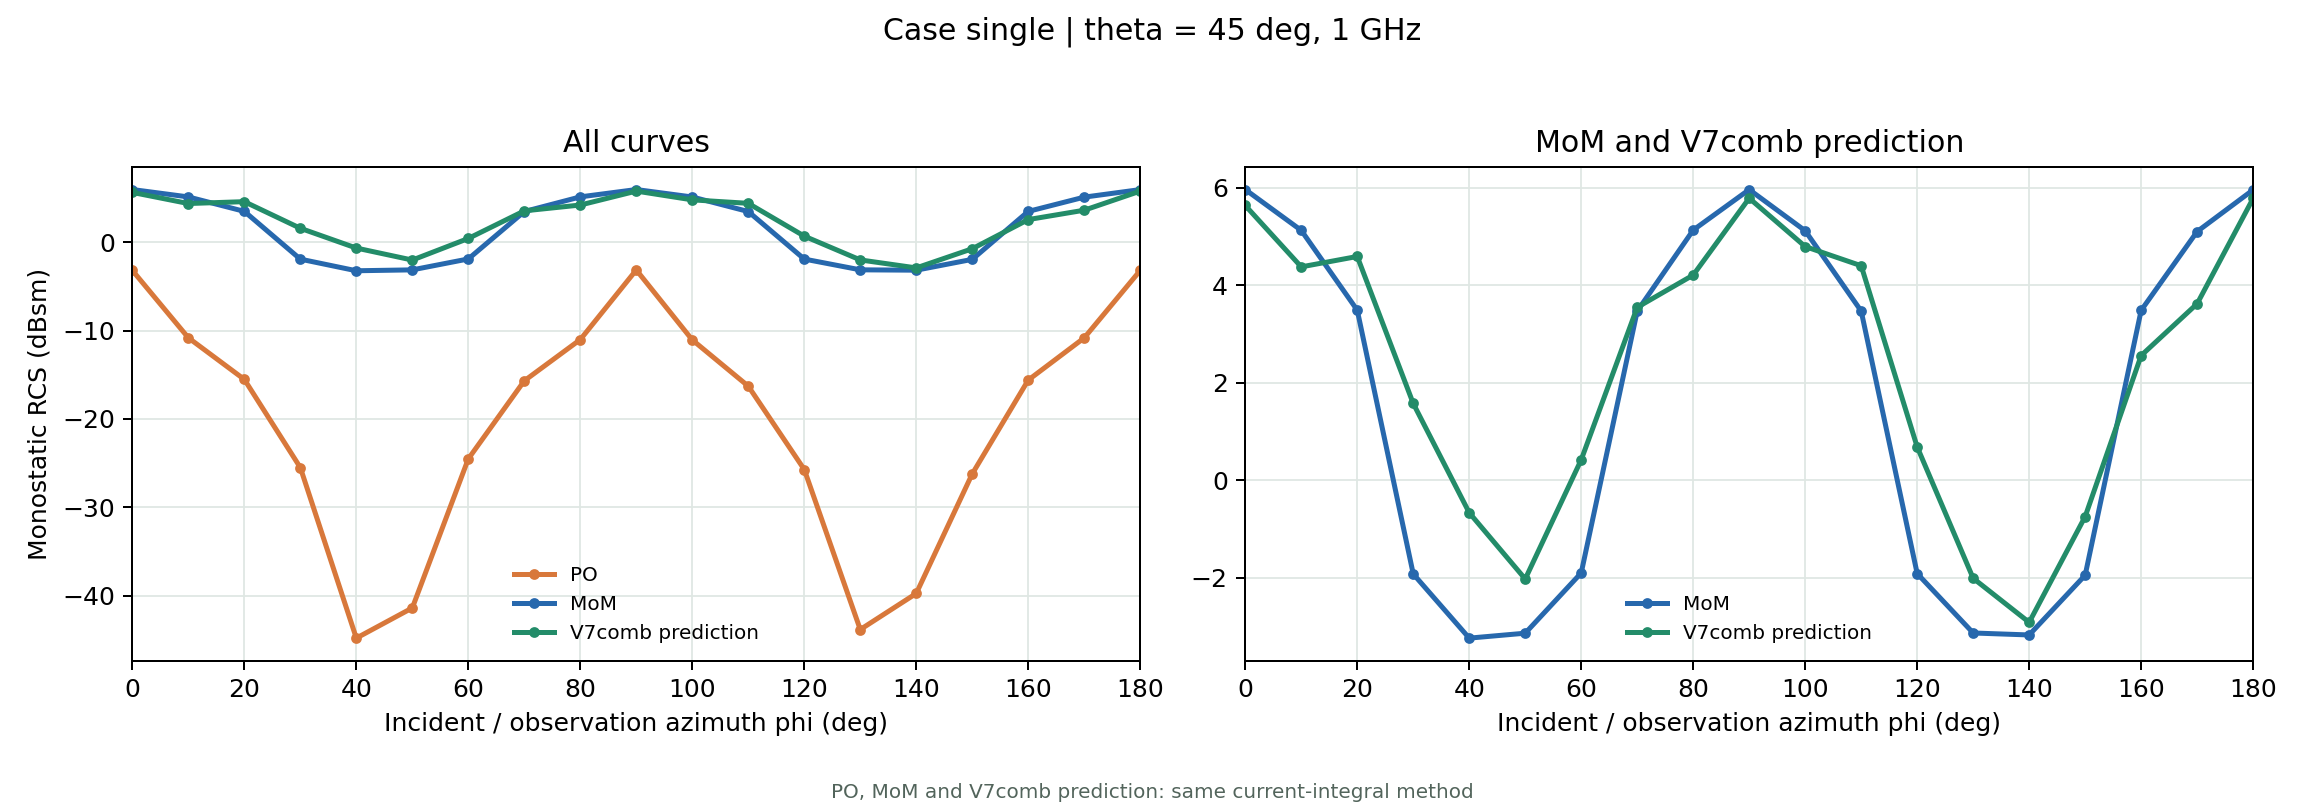 Case single | theta = 45 deg, 1 GHz
All curves
Monostatic RCS (dBsm)
0
−10
−20
−30
−40
PO
MoM
V7comb prediction
0 20 40 60 80 100 120 140 160 180
Incident / observation azimuth phi (deg)
MoM and V7comb prediction
6
4
2
0
−2
MoM
V7comb prediction
0 20 40 60 80 100 120 140 160 180
Incident / observation azimuth phi (deg)
PO, MoM and V7comb prediction: same current-integral method